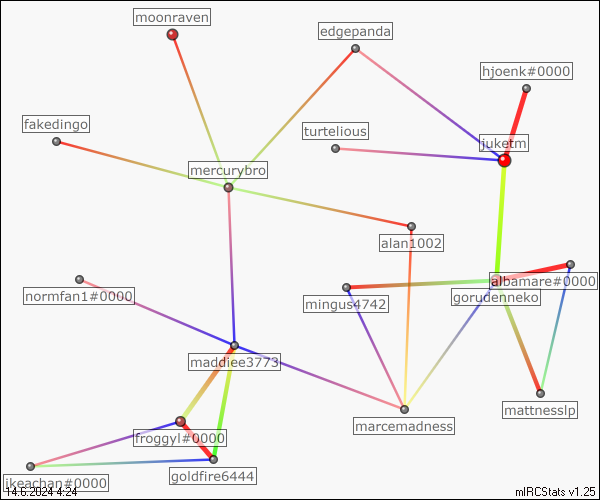 moonraven
edgepanda
hjoenk#0000
fakedingo
turtelious
juketm
mercurybro
alan1002
albamare#0000
normfan1#0000
mingus4742
gorudenneko
maddiee3773
mattnesslp
marcemadness
froggyl#0000
goldfire6444
ikeachan#0000
14.6.2024 4:24
mIRCStats v1.25